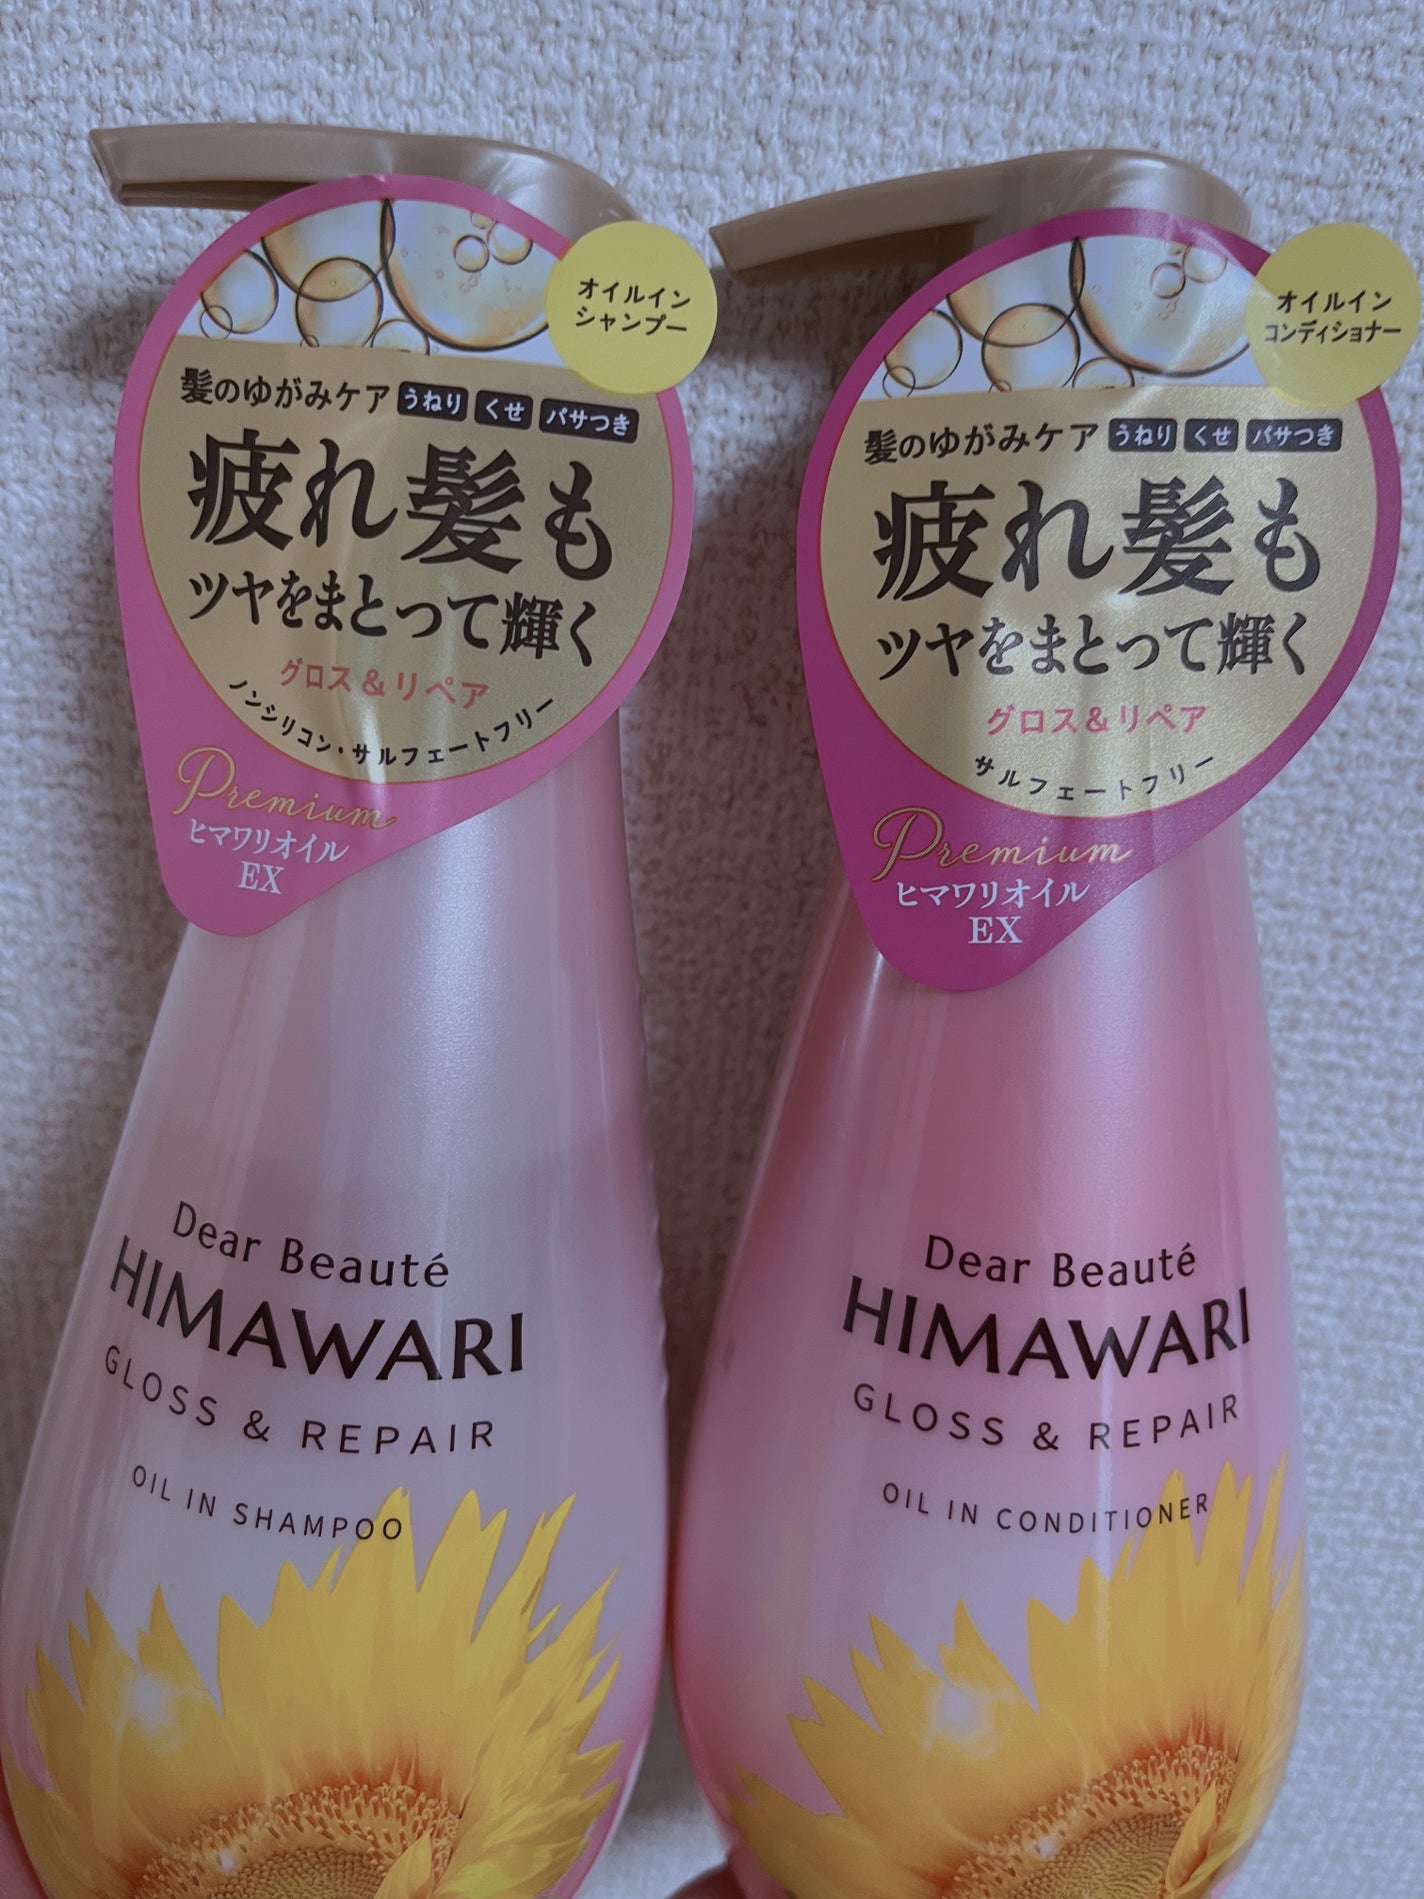 オイルイン
シャンプー
髪のゆがみケア うねり くせ パサつき
疲れ髪も
ツヤをまとって輝く
グロス&リペア
ノンシリコン・サルフェートフリー
Premium
ヒマワリオイル
EX
Dear Beauté
HIMAWARI
GLOSS & REPAIR
OIL IN SHAMPOO
オイルイン
コンディショナー
髪のゆがみケア うねり くせ パサつき
疲れ髪も
ツヤをまとって輝く
グロス&リペア
サルフェートフリー
Premium
ヒマワリオイル
EX
Dear Beauté
HIMAWARI
GLOSS & REPAIR
OIL IN CONDITIONER